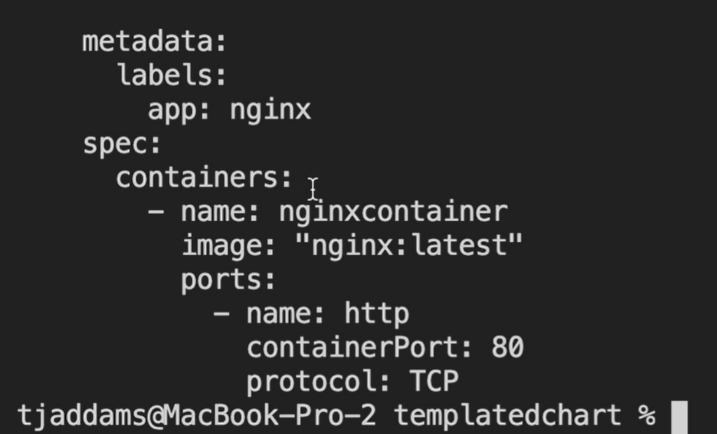 metadata:
labels:
app: nginx
spec:
containers:
- name: nginxcontainer
image: "nginx:latest"
ports:
- name: http
containerPort: 80
protocol: TCP
tjaddams@MacBook-Pro-2 templatedchart %